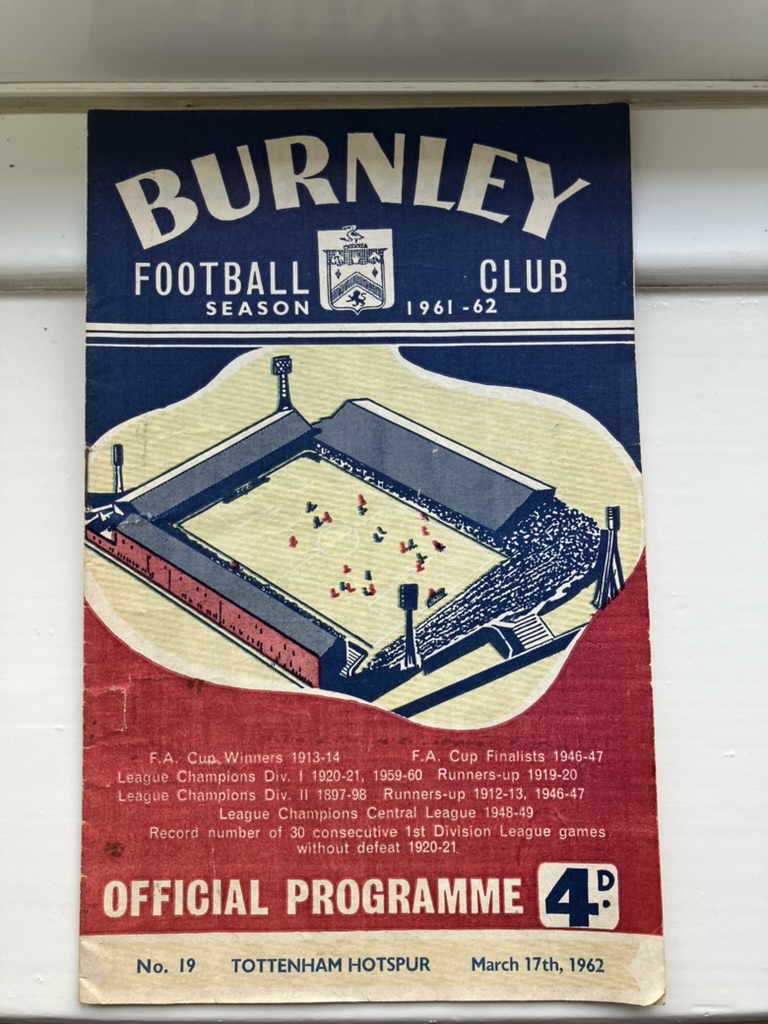 BURNLEY
FOOTBALL CLUB
SEASON 1961-62
F.A. Cup Winners 1913-14 F.A. Cup Finalists 1946-47
League Champions Div. I 1920-21, 1959-60 Runners-up 1919-20
League Champions Div. II 1897-98 Runners-up 1912-13, 1946-47
League Champions Central League 1948-49
Record number of 30 consecutive 1st Division League games
without defeat 1920-21
OFFICIAL PROGRAMME 4D.
No. 19 TOTTENHAM HOTSPUR March 17th, 1962